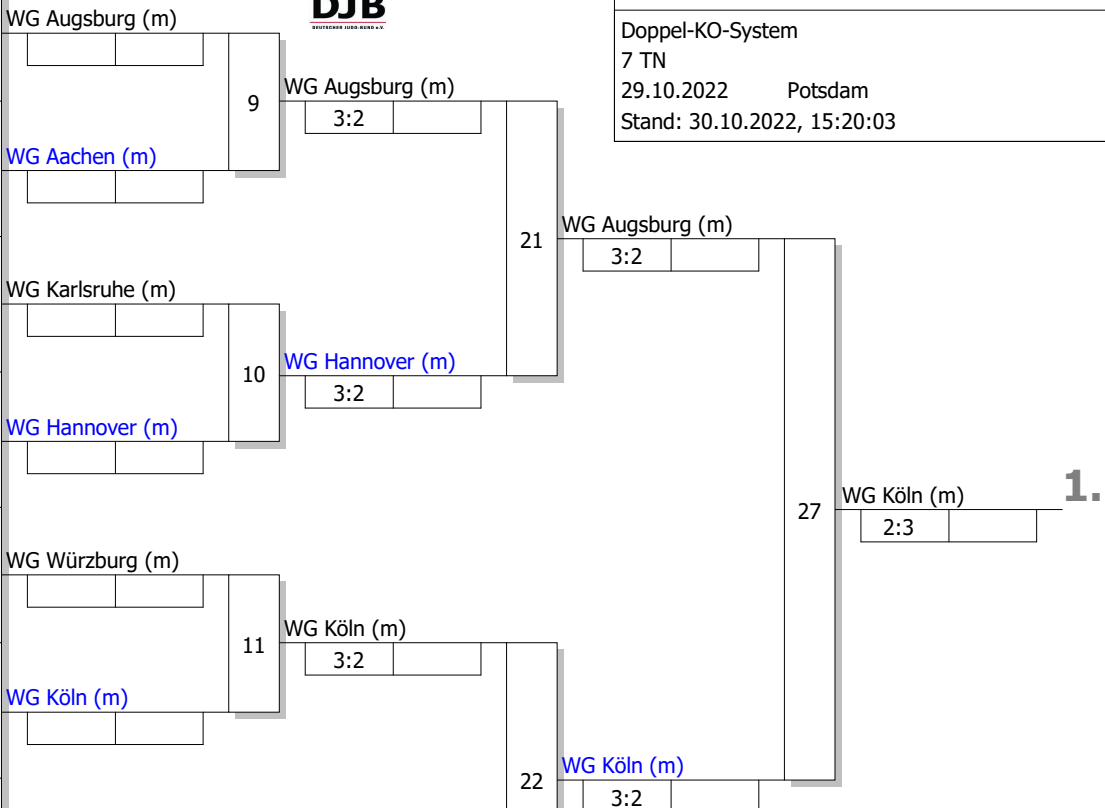 WG Augsburg (m)
DJB
DEUTSCHER JUDO-BUND e.V.
Doppel-KO-System
7 TN
29.10.2022 Potsdam
Stand: 30.10.2022, 15:20:03
9
WG Augsburg (m)
3:2
WG Aachen (m)
21
WG Augsburg (m)
3:2
WG Karlsruhe (m)
10
WG Hannover (m)
3:2
WG Hannover (m)
27
WG Köln (m)
1.
2:3
WG Würzburg (m)
11
WG Köln (m)
3:2
WG Köln (m)
22
WG Köln (m)
3:2